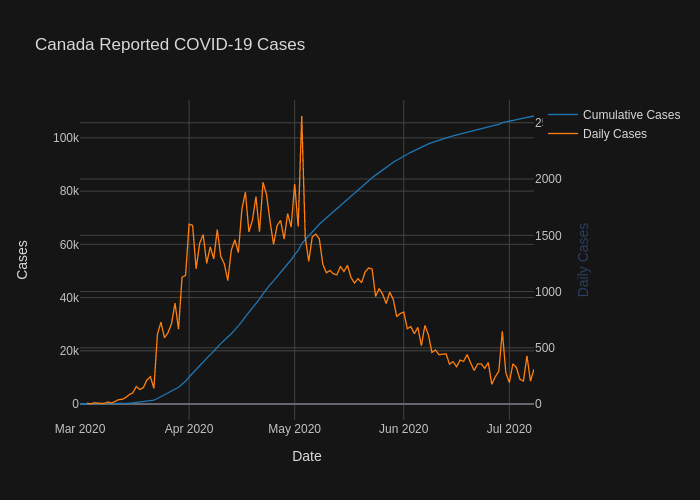 Canada Reported COVID-19 Cases
Cumulative Cases
Daily Cases
100k
80k
60k
40k
20k
0
Cases
2000
1500
1000
500
0
Daily Cases
Mar 2020
Apr 2020
May 2020
Jun 2020
Jul 2020
Date